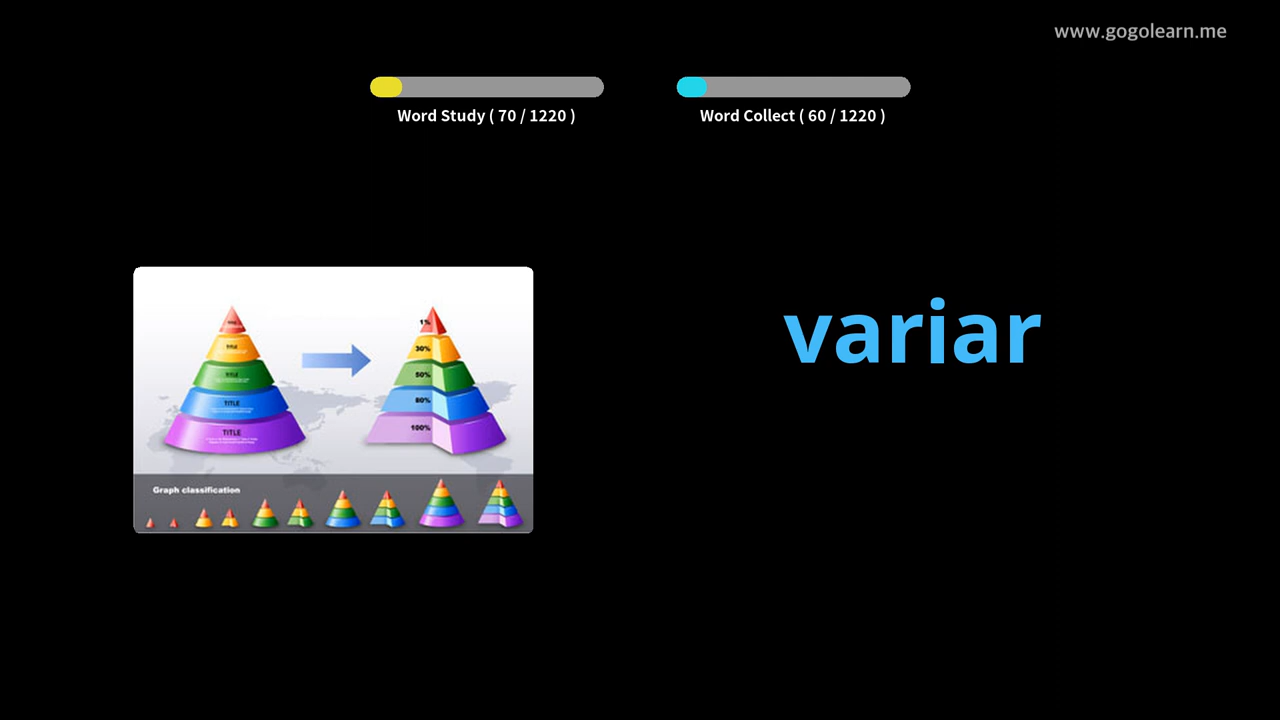 www.gogolearn.me
Word Study ( 70 / 1220 )
Word Collect ( 60 / 1220 )
variar
TITLE
TITLE
TITLE
TITLE
1%
30%
50%
80%
100%
Graph classification